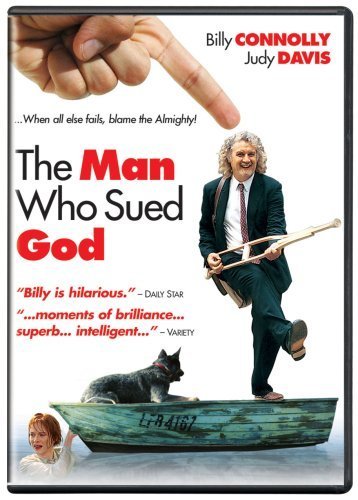 Billy CONNOLLY
Judy DAVIS
...When all else fails, blame the Almighty!
The Man
Who Sued
God
"Billy is hilarious." – DAILY STAR
"...moments of brilliance...
superb... intelligent..." – VARIETY
LFR4167